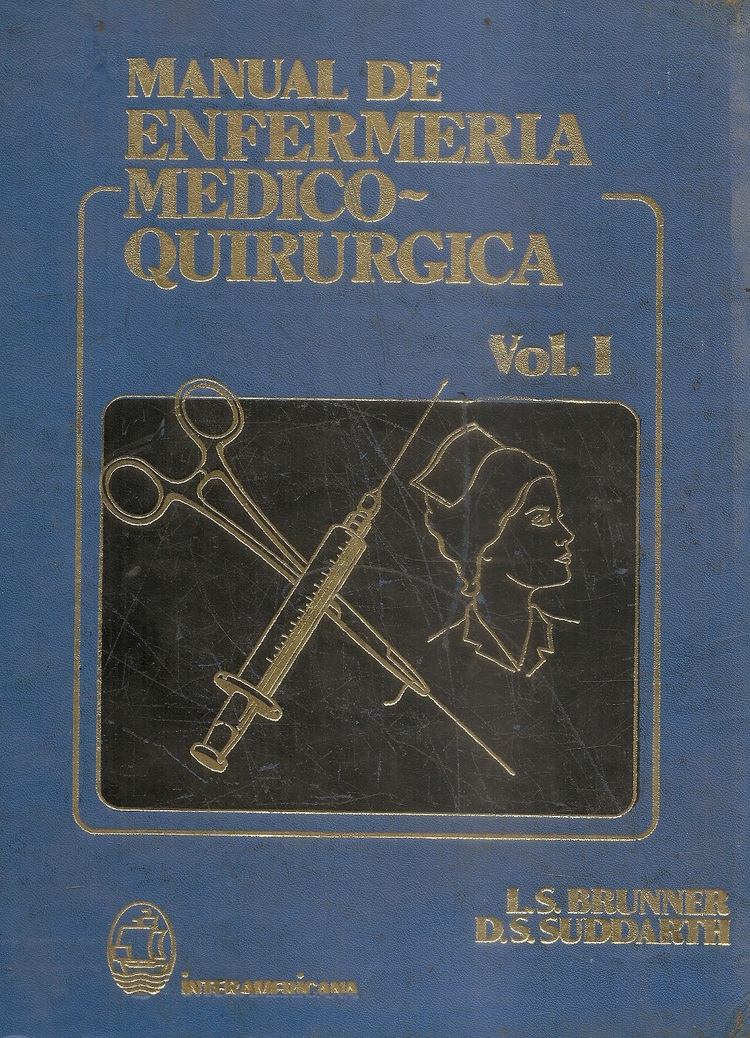 MANUAL DE
ENFERMERIA
MEDICO-
QUIRURGICA
Vol. I
L.S. BRUNNER
D.S. SUDDARTH
INTERAMERICANA